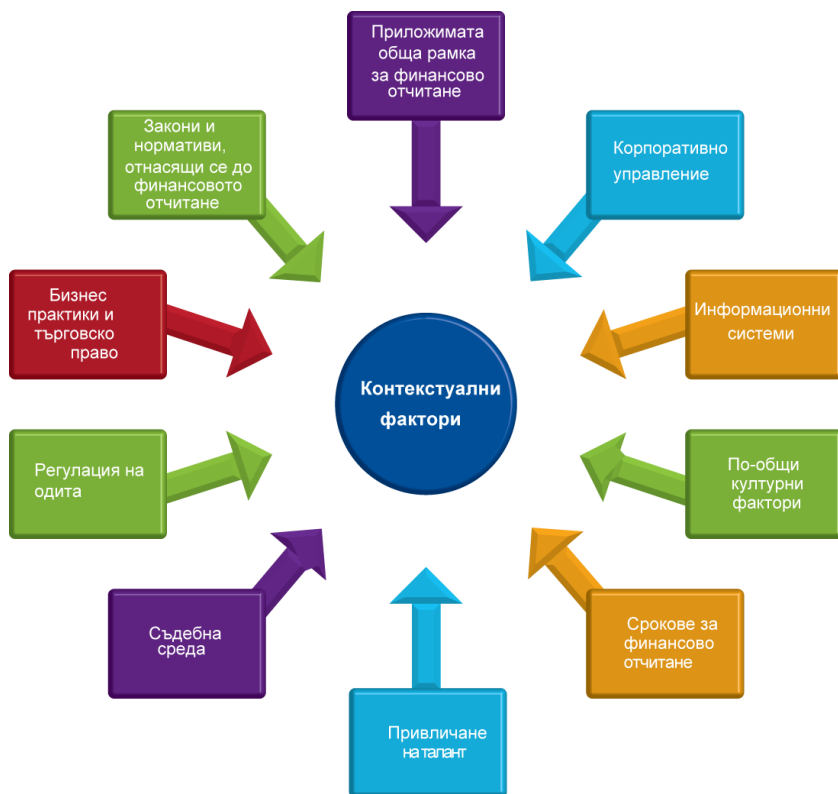 Приложимата
обща рамка
за финансово
отчитане
Закони и
нормативи,
отнасящи се до
финансовото
отчитане
Корпоративно
управление
Бизнес
практики и
търговско
право
Информационни
системи
Контекстуални
фактори
Регулация на
одита
По-общи
културни
фактори
Съдебна
среда
Срокове за
финансово
отчитане
Привличане
на талант